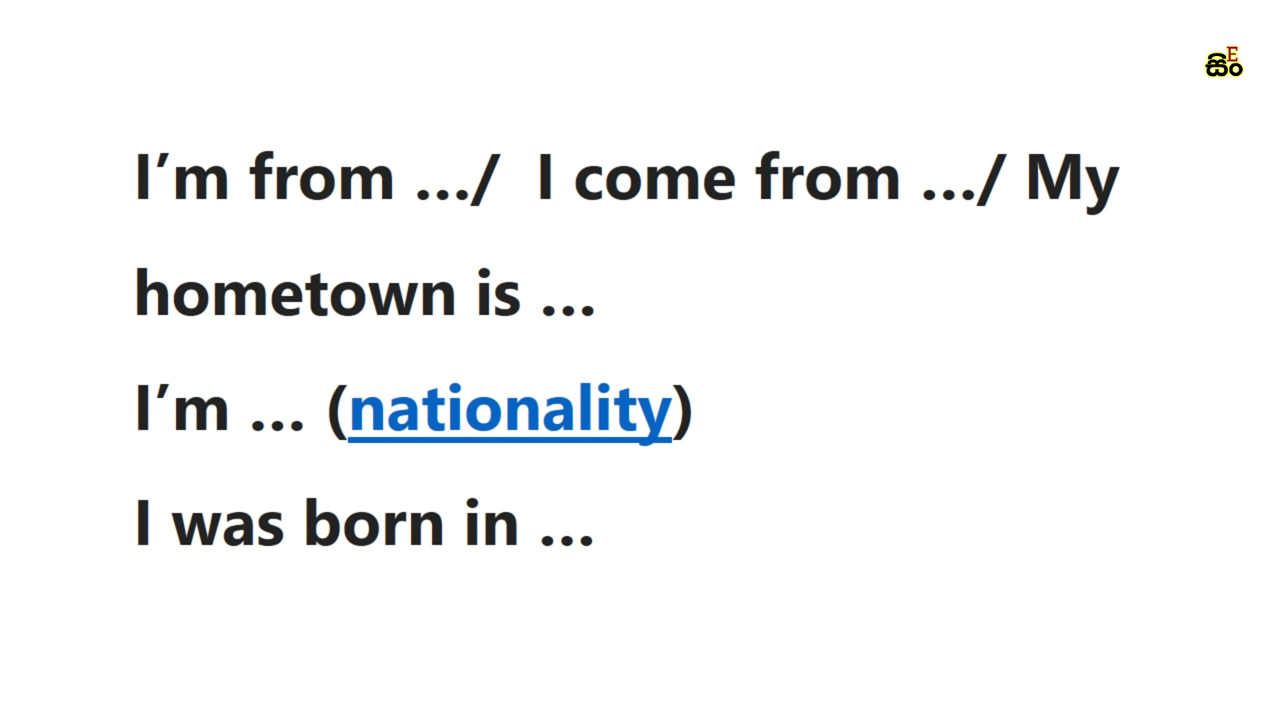 සිං E
I’m from …/  I come from …/ My
hometown is …
I’m … (nationality)
I was born in …